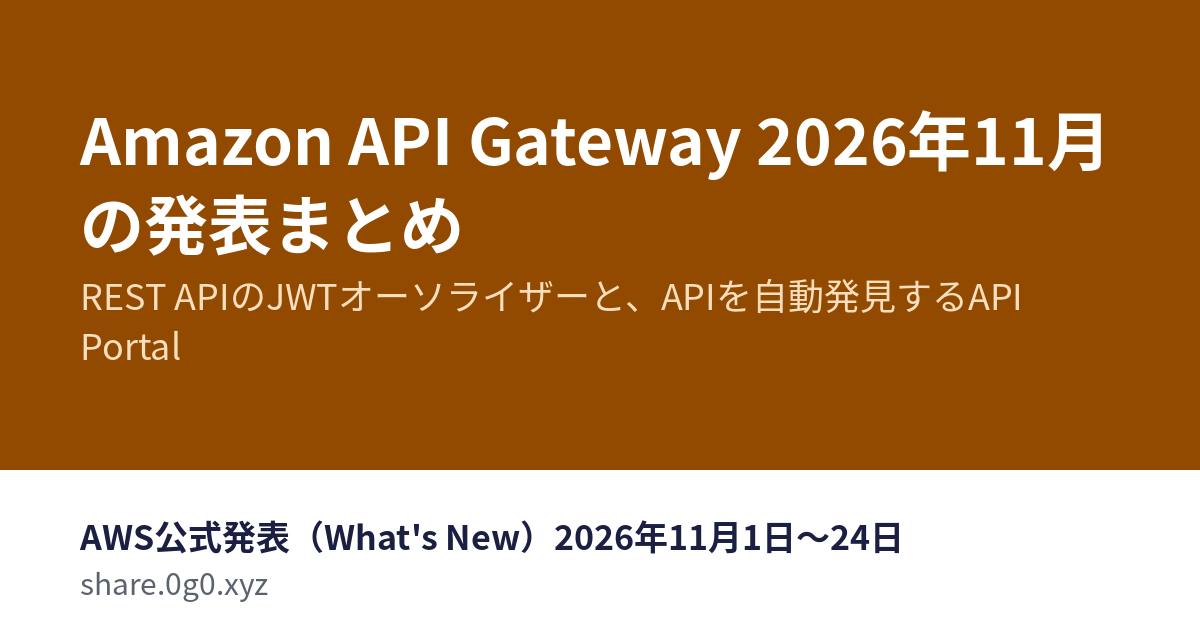 Amazon API Gateway 2026年11月
の発表まとめ
REST APIのJWTオーソライザーと、APIを自動発見するAPI
Portal
AWS公式発表（What's New）2026年11月1日〜24日
share.0g0.xyz